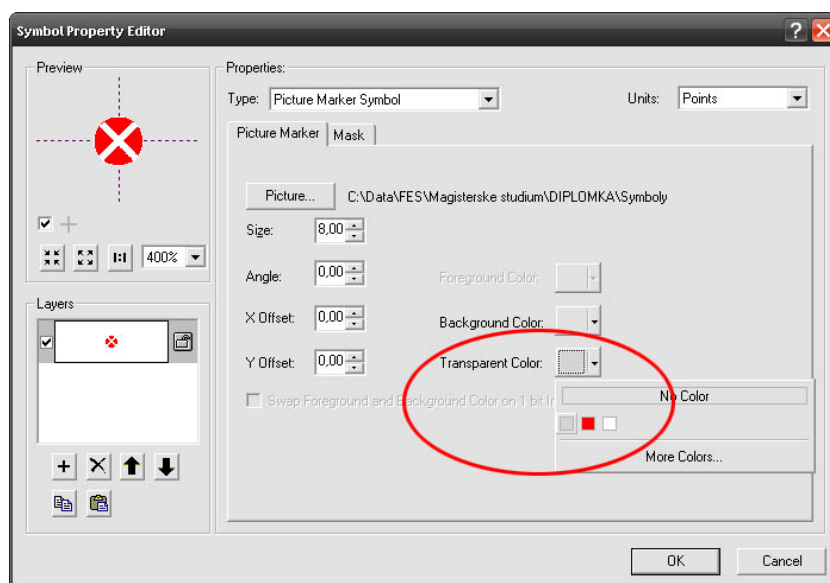 Symbol Property Editor
Preview
400%
Layers
Properties:
Type: Picture Marker Symbol
Units: Points
Picture Marker
Mask
Picture... C:\Data\FES\Magisterske studium\DIPLOMKA\Symboly
Size: 8,00
Angle: 0,00
Foreground Color:
X Offset: 0,00
Background Color:
Y Offset: 0,00
Transparent Color:
Swap Foreground and Background Color on 1 bit
No Color
More Colors...
OK
Cancel